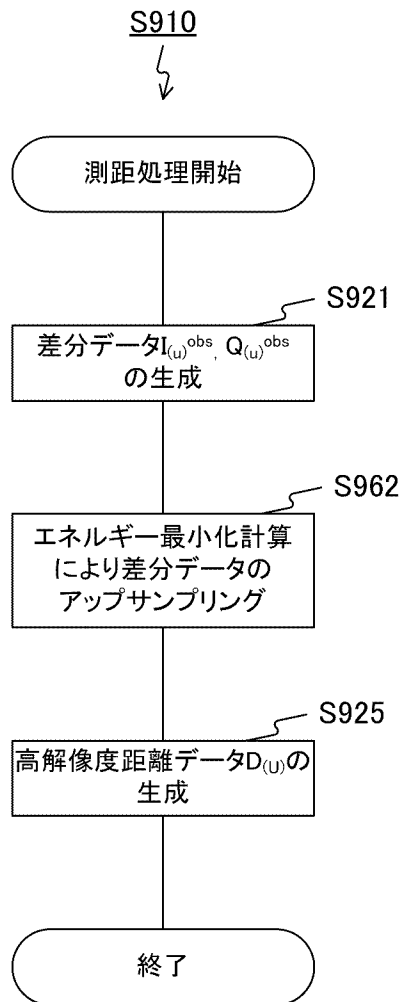 S910
測距処理開始
S921
差分データI(u)obs, Q(u)obs
の生成
S962
エネルギー最小化計算
により差分データの
アップサンプリング
S925
高解像度距離データD(U)の
生成
終了